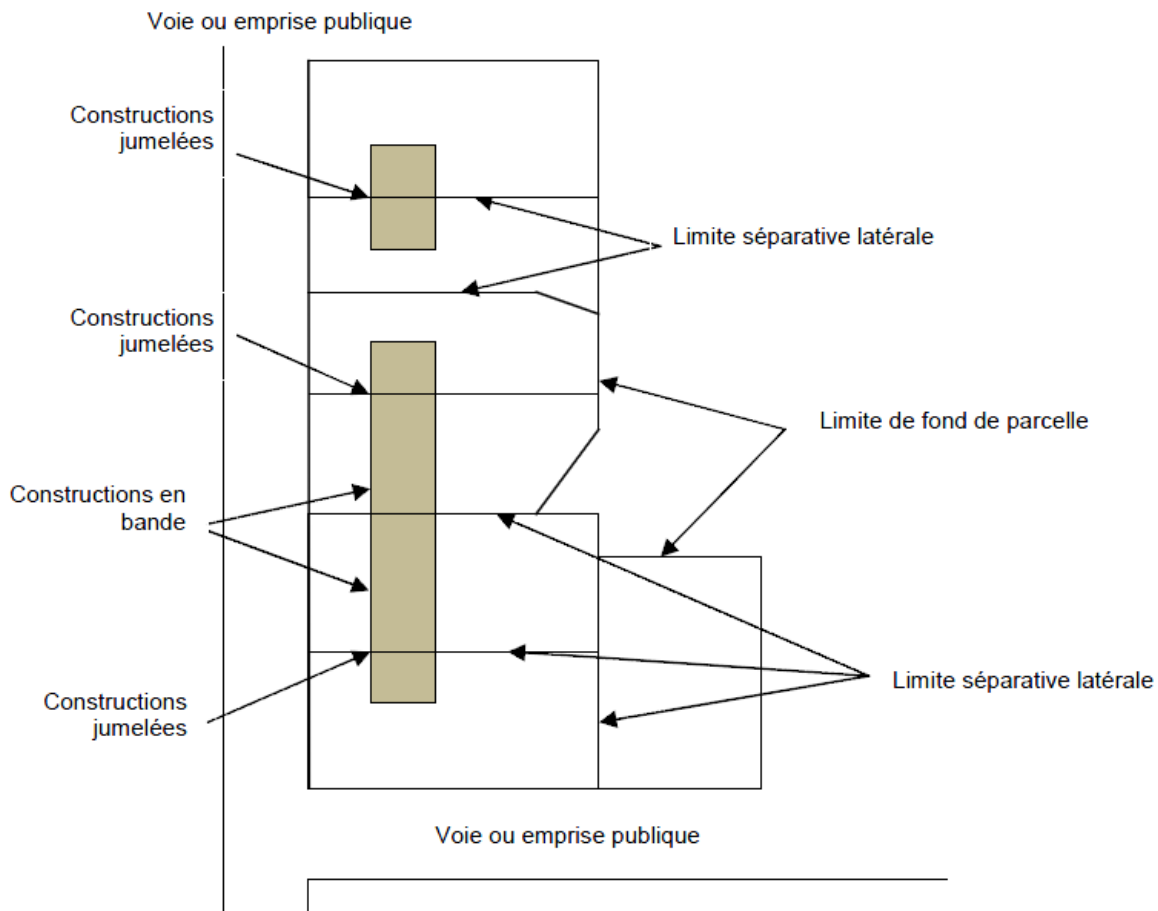 Voie ou emprise publique
Constructions
jumelées
Limite séparative latérale
Constructions
jumelées
Limite de fond de parcelle
Constructions en
bande
Limite séparative latérale
Constructions
jumelées
Voie ou emprise publique